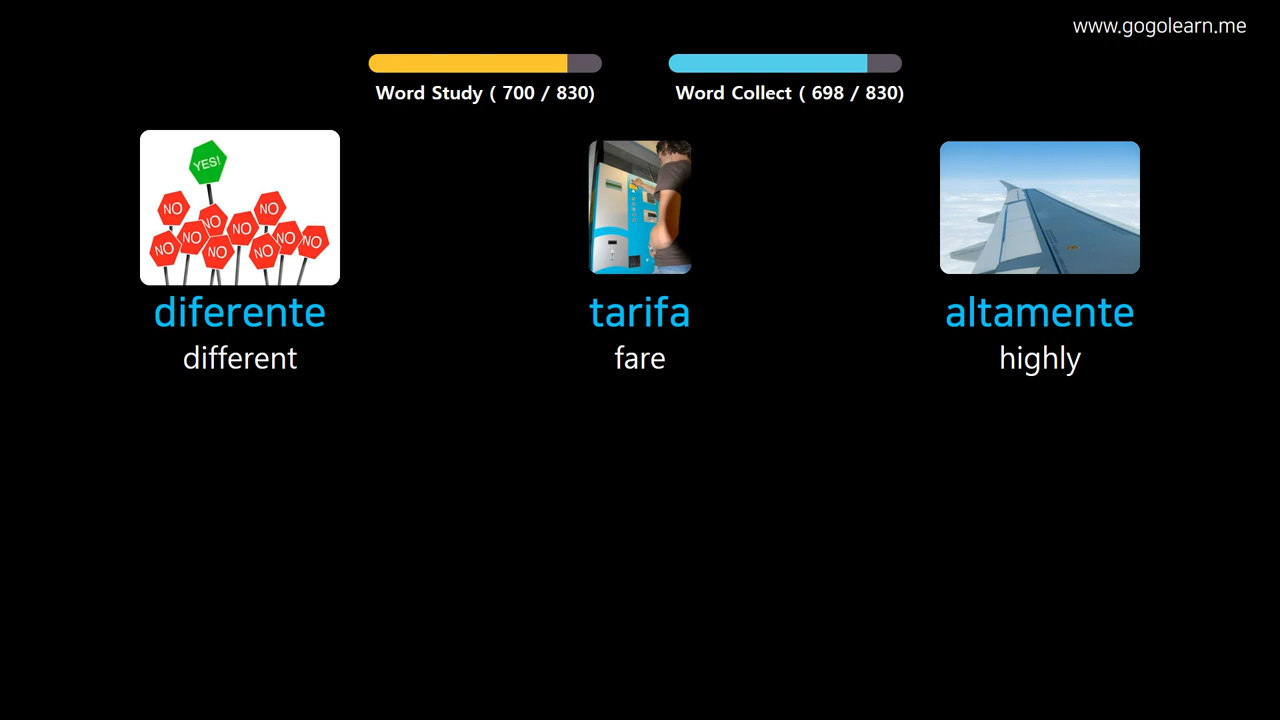 www.gogolearn.me
Word Study ( 700 / 830)
Word Collect ( 698 / 830)
YES!
NO
NO
NO
NO
NO
NO
NO
NO
NO
NO
diferente
tarifa
altamente
different
fare
highly